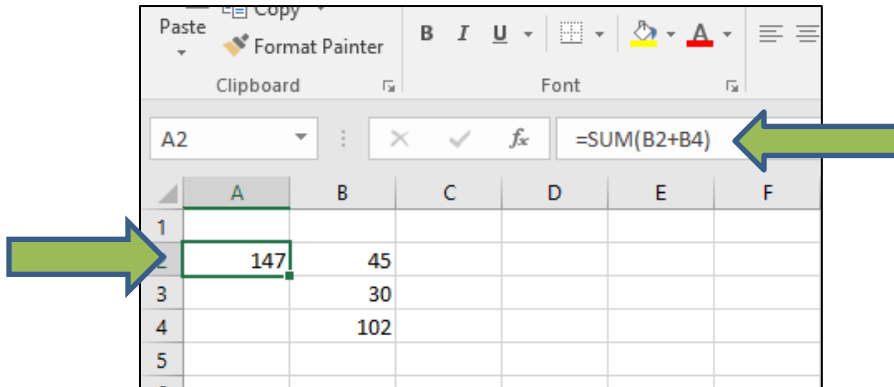 Copy
Paste
Format Painter
B I U A
Clipboard Font
A2 fx =SUM(B2+B4)
A B C D E F
1
2 147 45
3 30
4 102
5